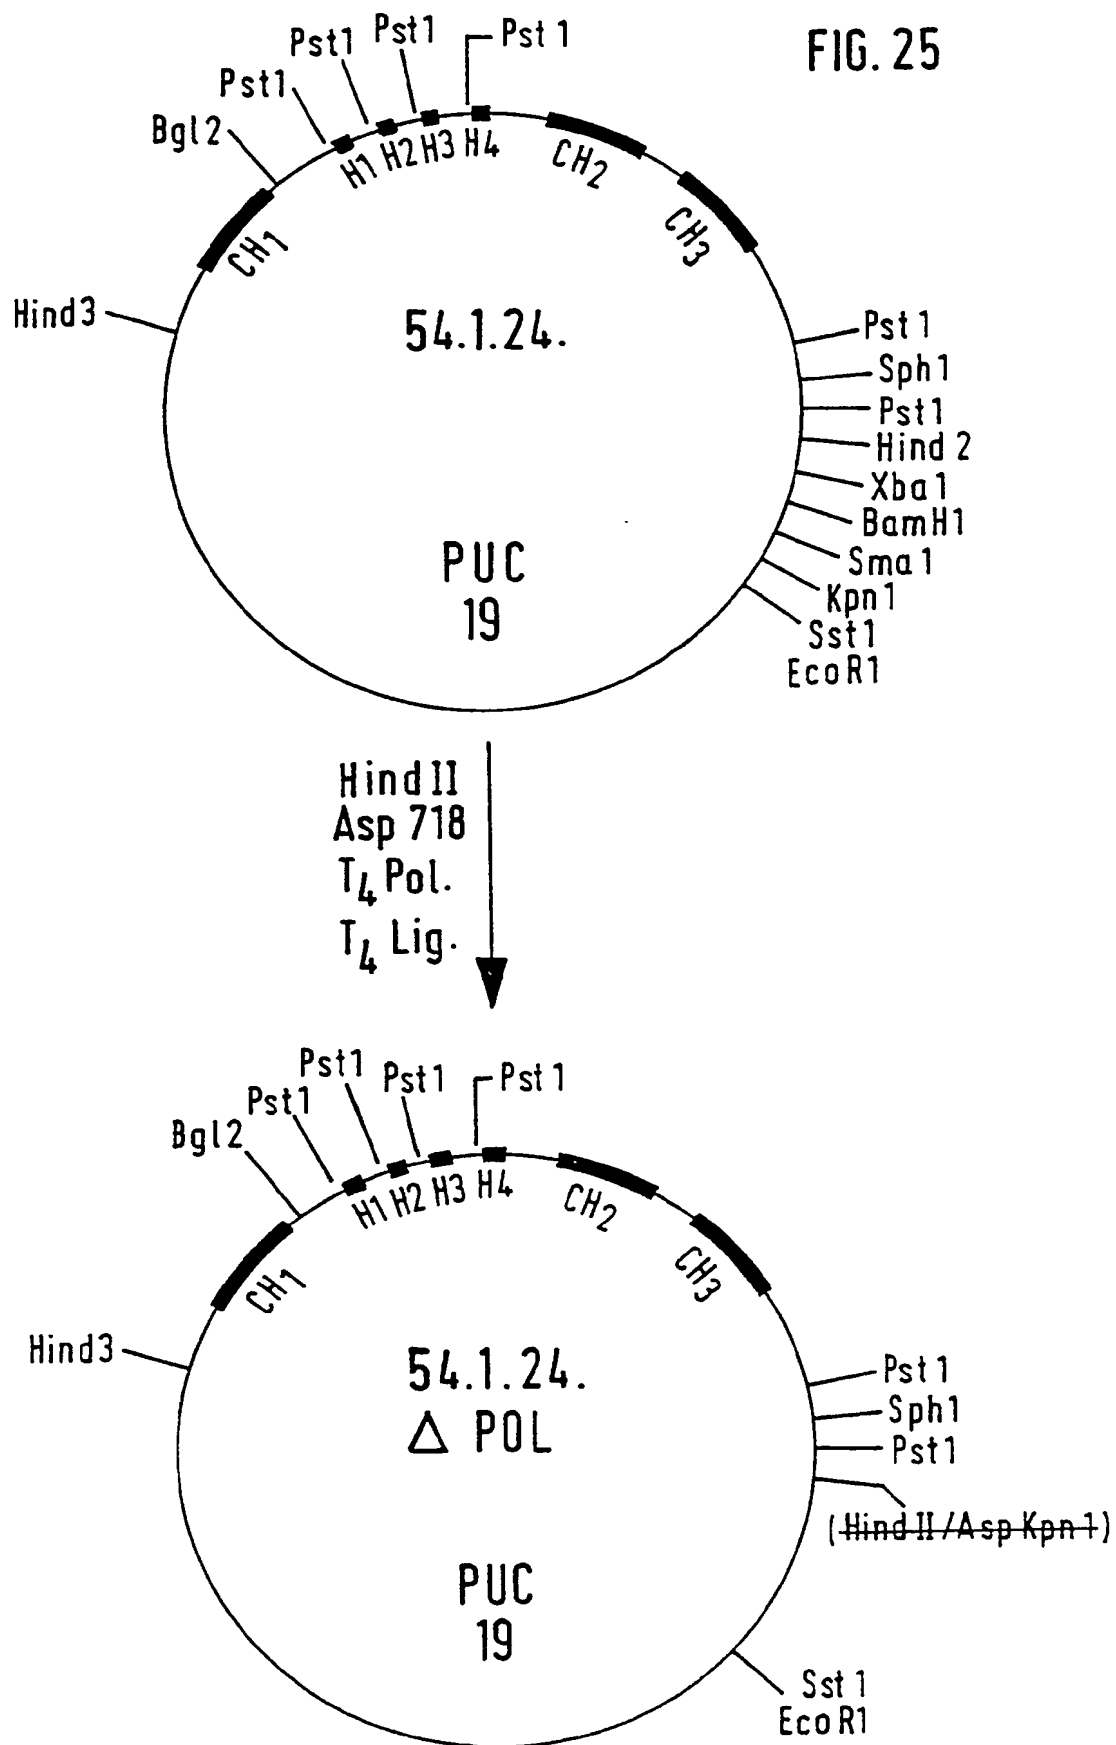 FIG. 25
Pst1
Pst1
Pst1
Pst 1
Bgl2
H1
H2
H3
H4
CH2
CH1
CH3
Hind3
54.1.24.
Pst 1
Sph1
Pst1
Hind 2
Xba1
BamH1
Sma1
Kpn1
Sst1
EcoR1
PUC
19
Hind II
Asp 718
T4 Pol.
T4 Lig.
Pst1
Pst1
Pst1
Pst 1
Bgl2
H1
H2
H3
H4
CH2
CH1
CH3
Hind3
54.1.24.
Δ POL
Pst1
Sph1
Pst1
(Hind II/Asp Kpn1)
PUC
19
Sst 1
EcoR1